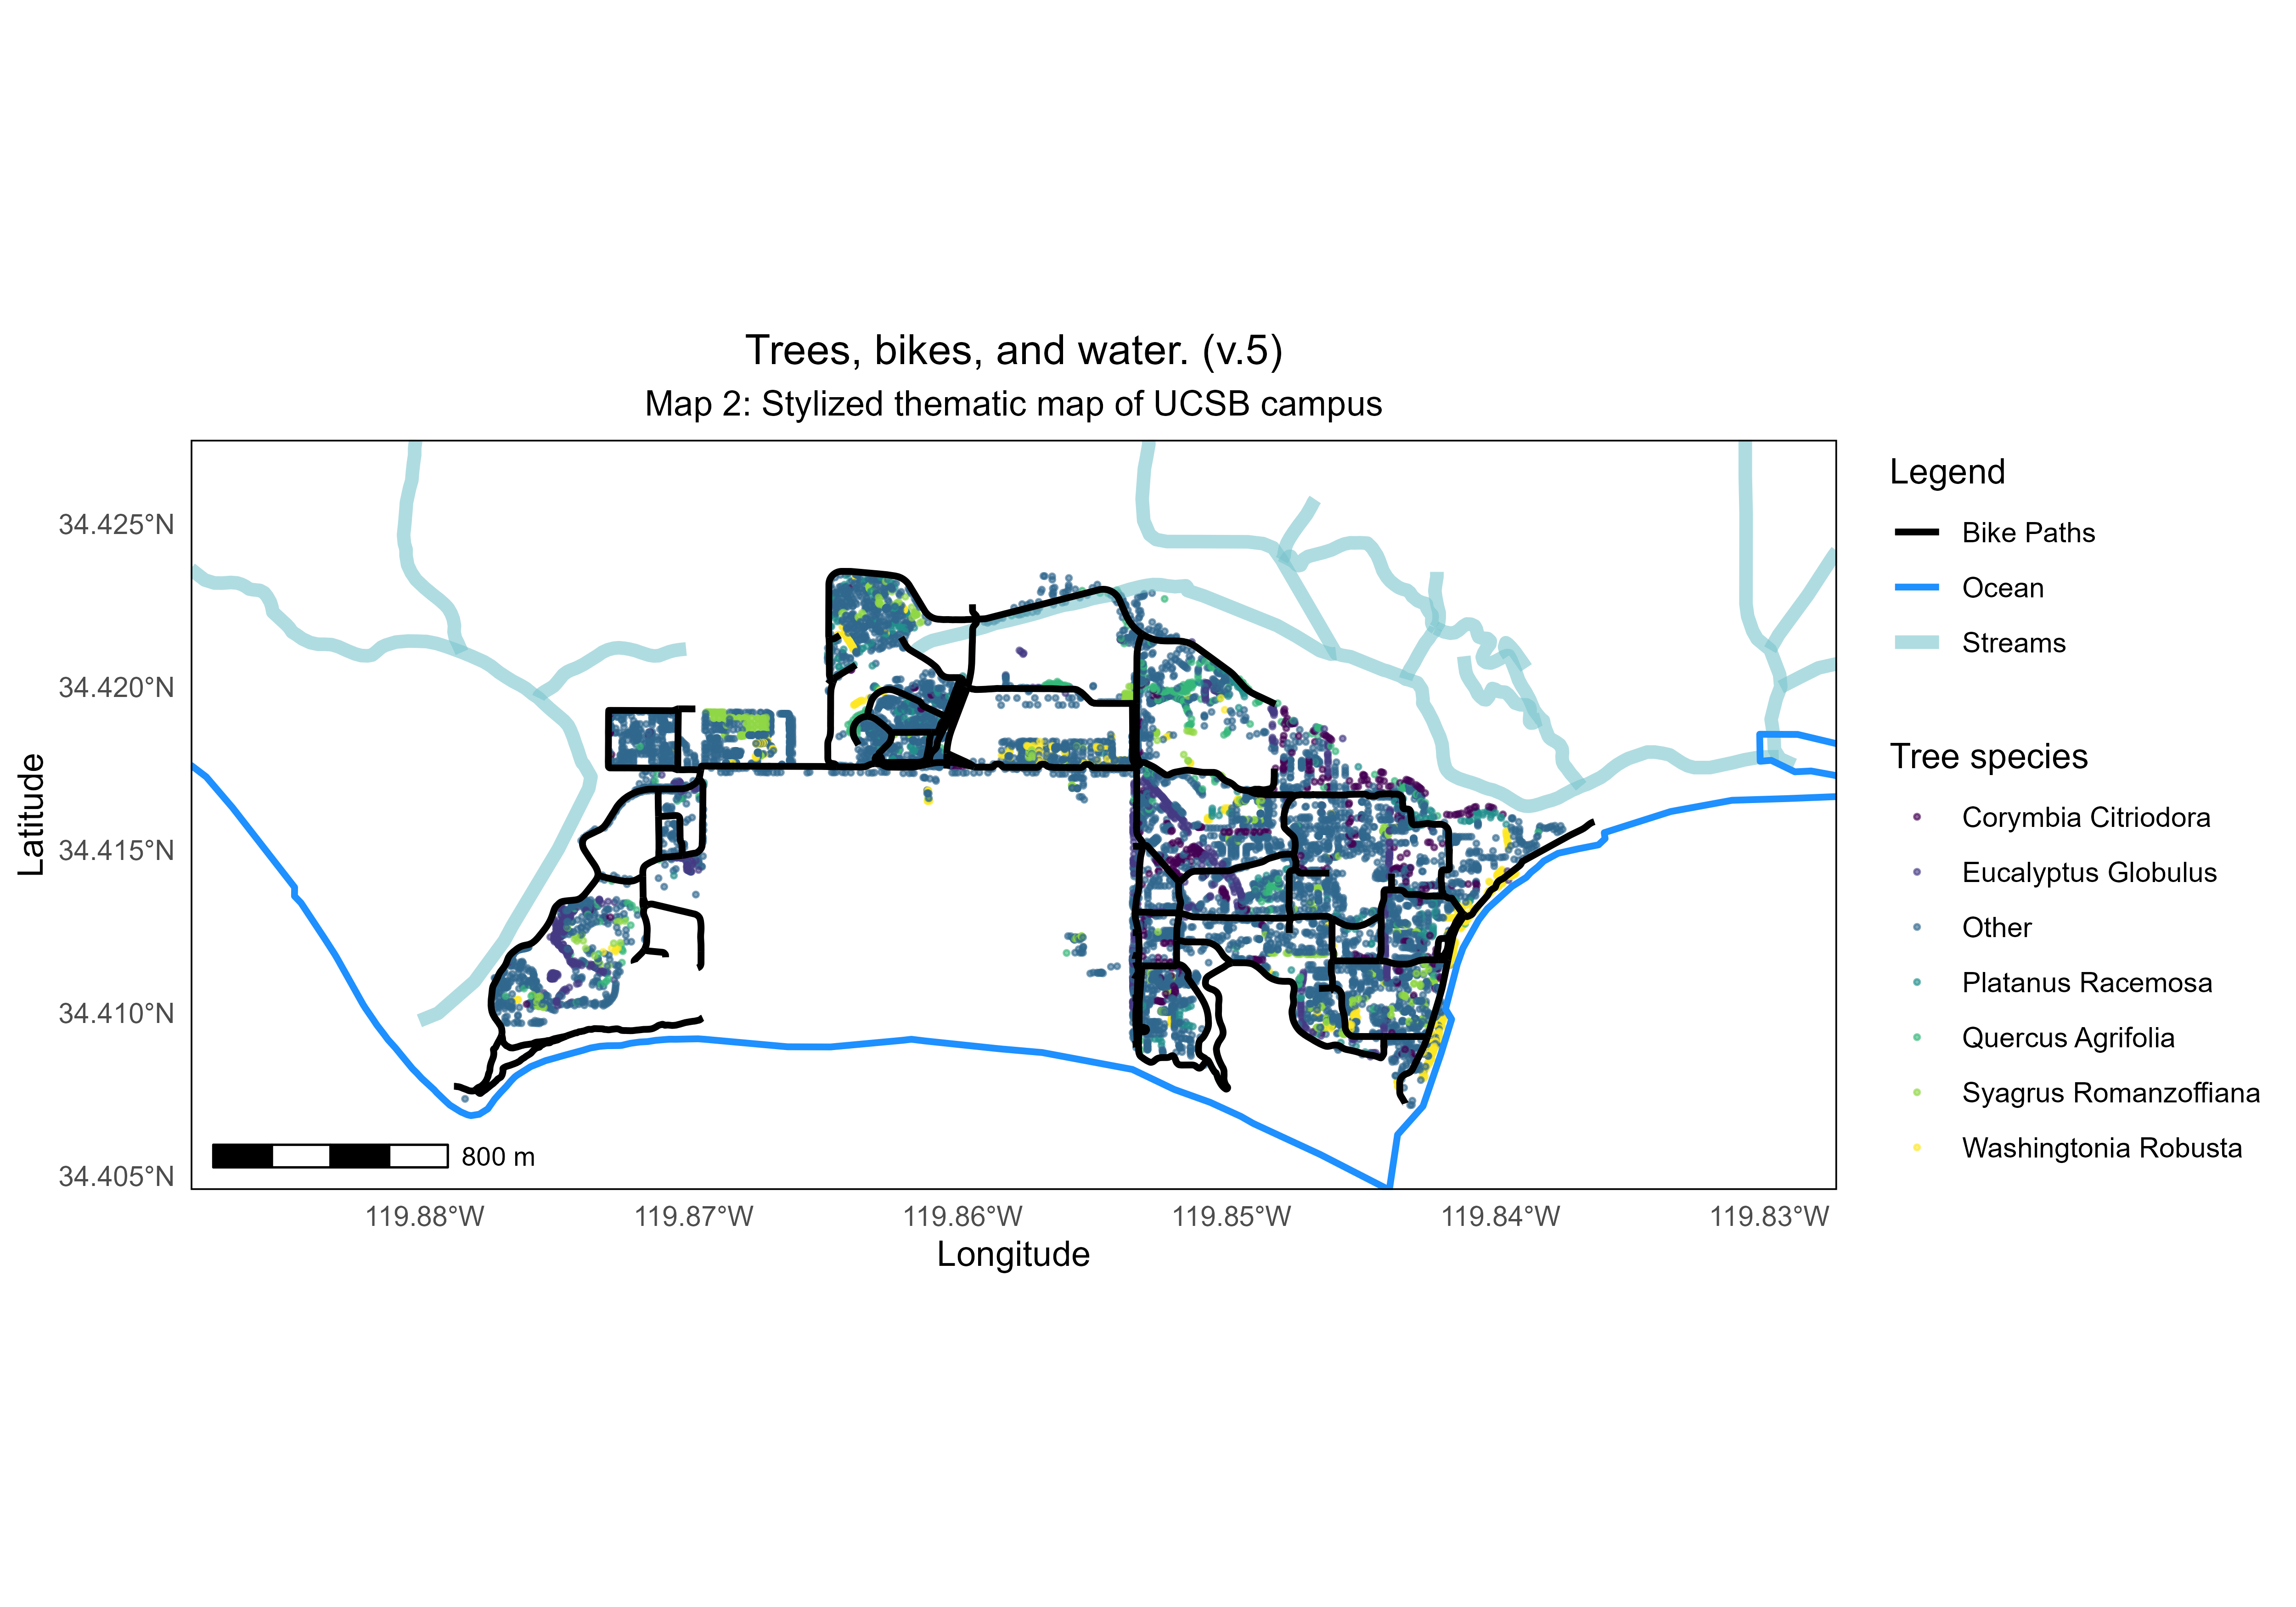 Trees, bikes, and water. (v.5)
Map 2: Stylized thematic map of UCSB campus
Latitude
34.425°N
34.420°N
34.415°N
34.410°N
34.405°N
800 m
119.88°W
119.87°W
119.86°W
119.85°W
119.84°W
119.83°W
Longitude
Legend
Bike Paths
Ocean
Streams
Tree species
Corymbia Citriodora
Eucalyptus Globulus
Other
Platanus Racemosa
Quercus Agrifolia
Syagrus Romanzoffiana
Washingtonia Robusta